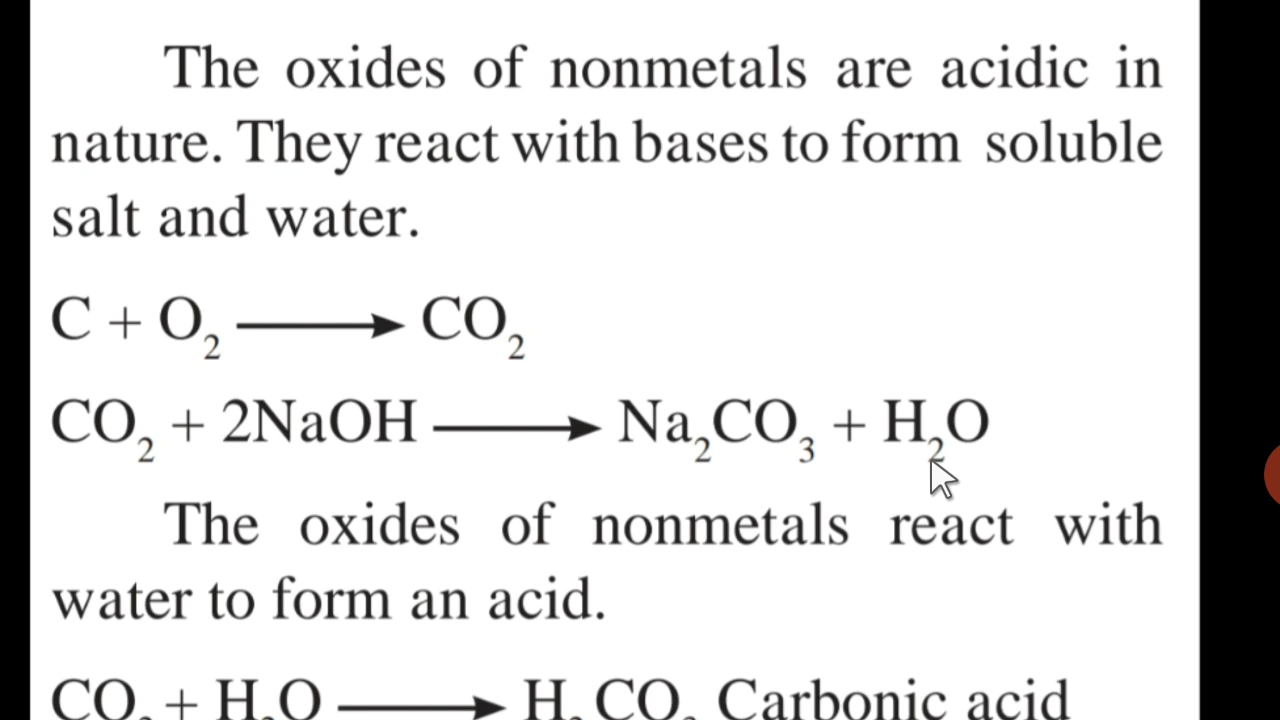 The oxides of nonmetals are acidic in
nature. They react with bases to form soluble
salt and water.
C + O₂ ⟶ CO₂
CO₂ + 2NaOH ⟶ Na₂CO₃ + H₂O
The oxides of nonmetals react with
water to form an acid.
CO₂ + H₂O ⟶ H₂CO₃ Carbonic acid